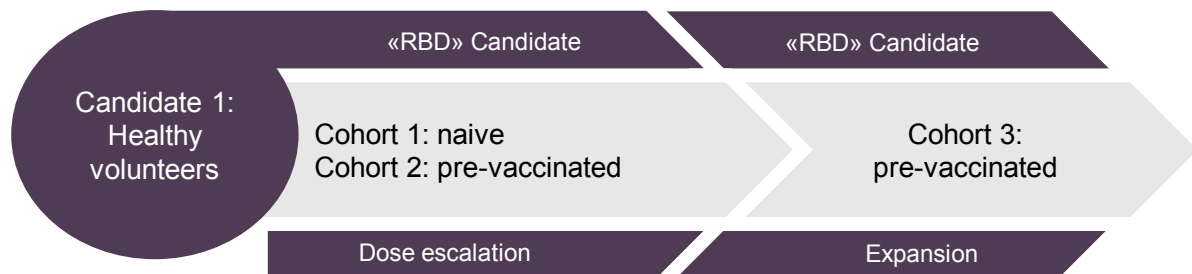 «RBD» Candidate
«RBD» Candidate
Candidate 1:
Healthy
volunteers
Cohort 1: naive
Cohort 2: pre-vaccinated
Cohort 3:
pre-vaccinated
Dose escalation
Expansion